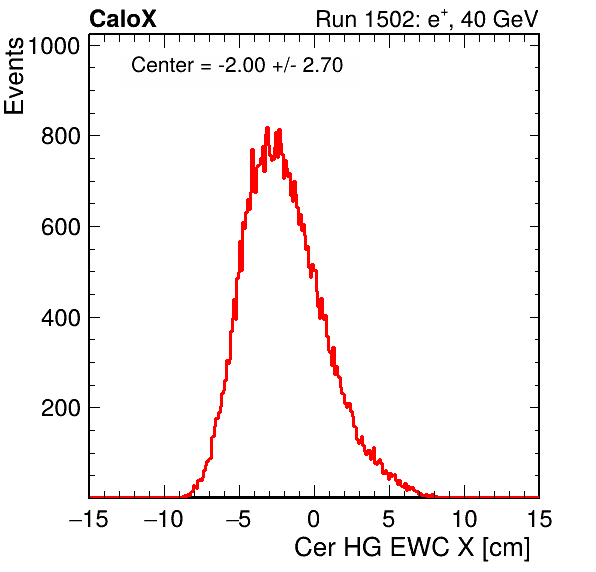 CaloX
Run 1502: e+, 40 GeV
Events
Center = -2.00 +/- 2.70
1000
800
600
400
200
−15 −10 −5 0 5 10 15
Cer HG EWC X [cm]